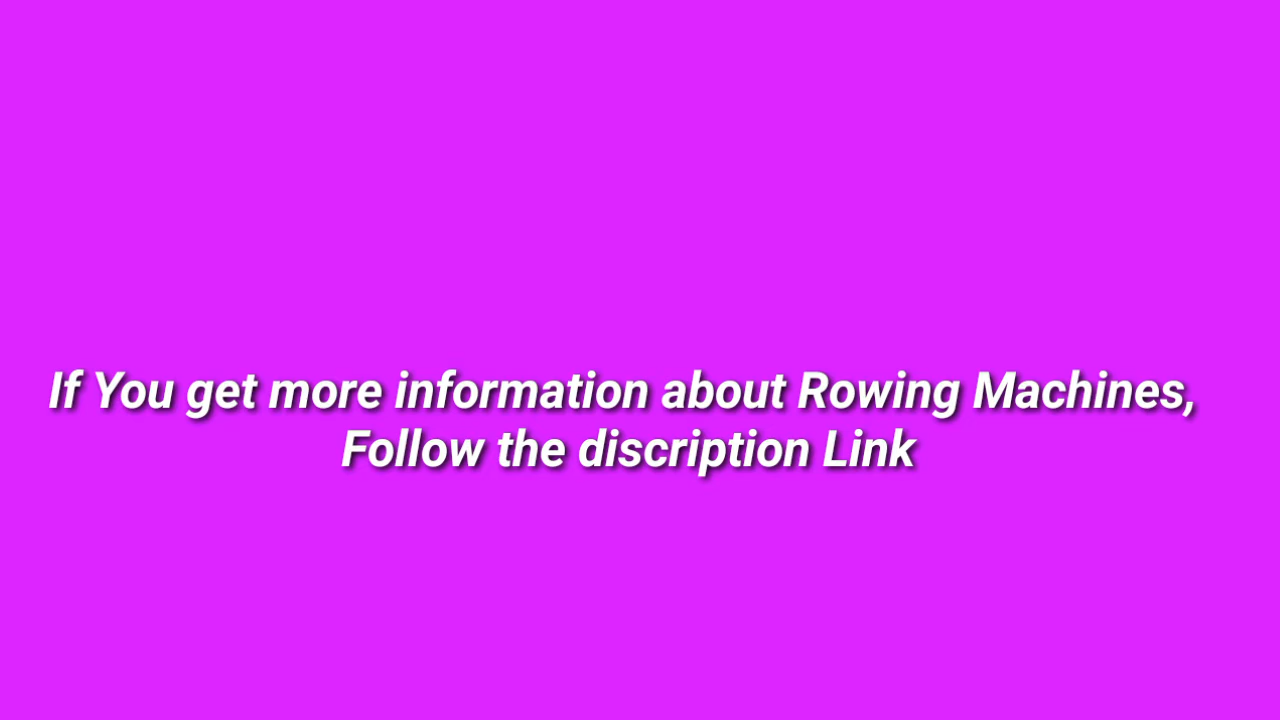 If You get more information about Rowing Machines,
Follow the discription Link